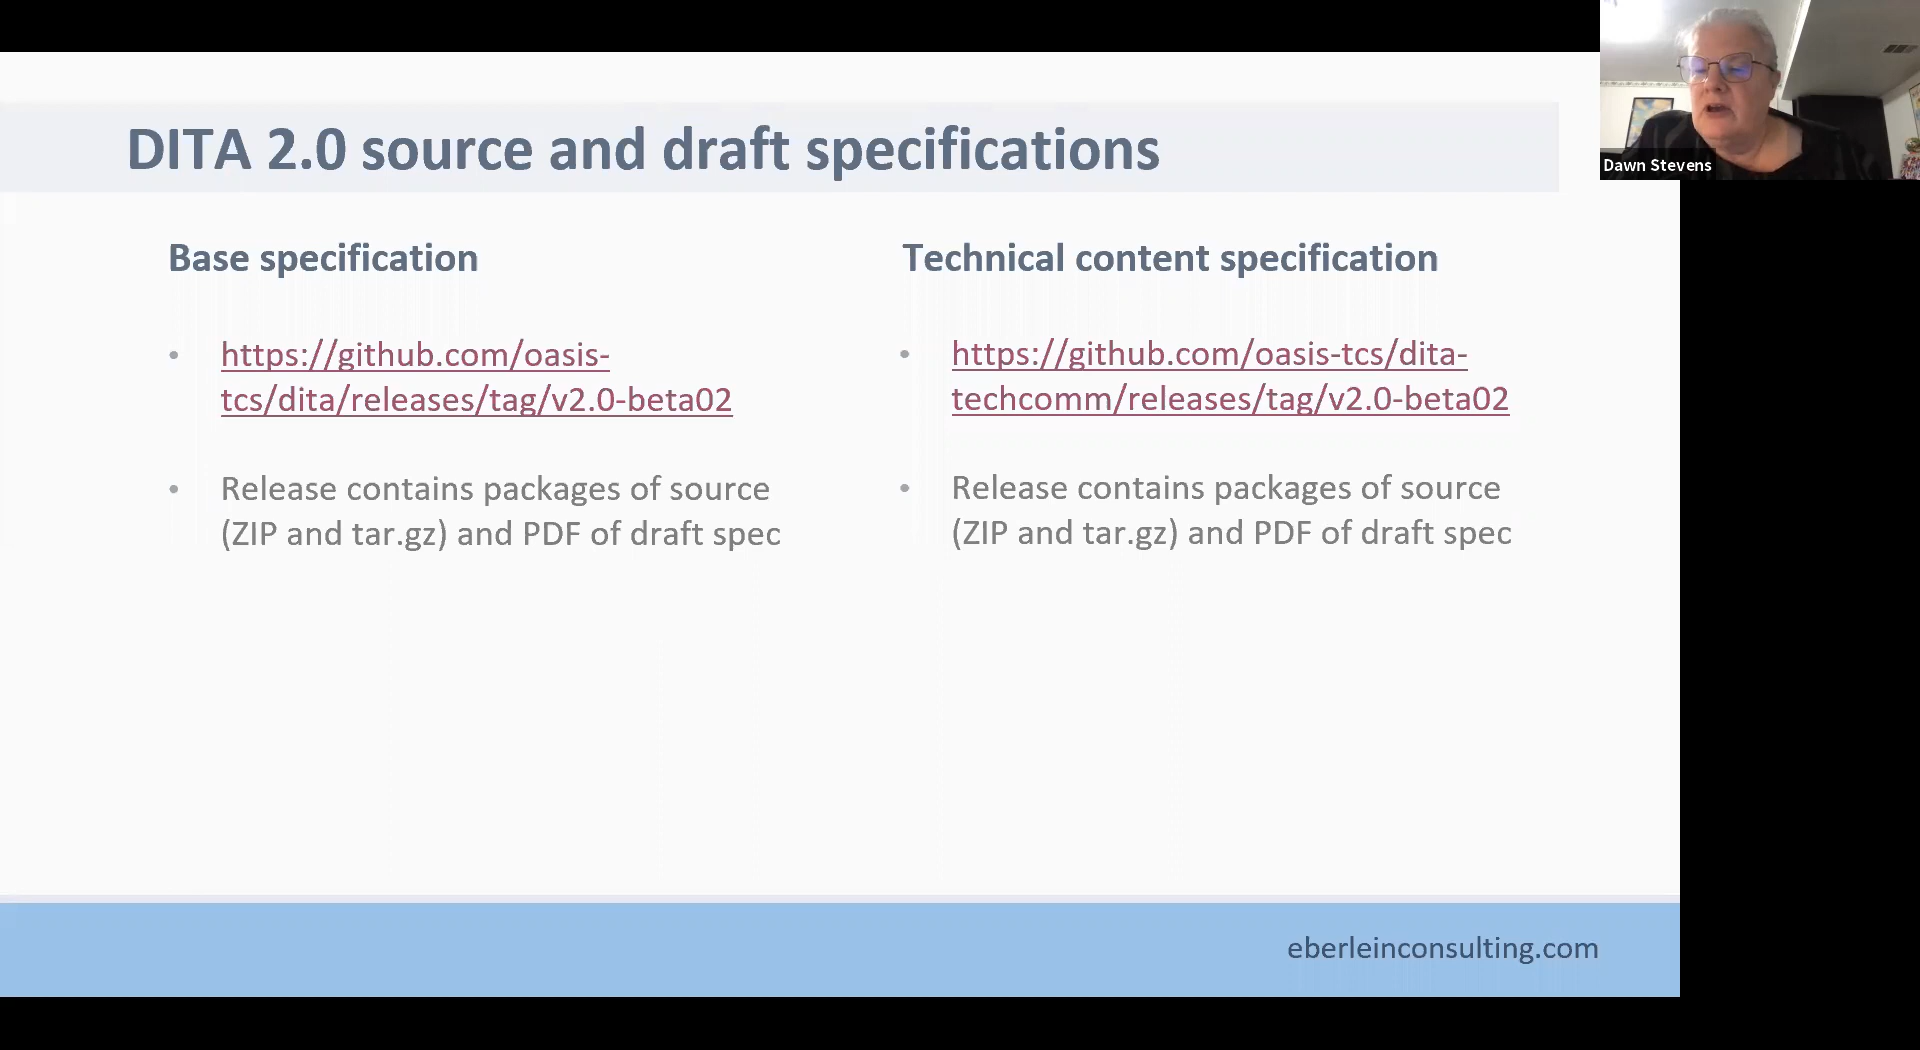 DITA 2.0 source and draft specifications
Dawn Stevens
Base specification
• https://github.com/oasis-
tcs/dita/releases/tag/v2.0-beta02
• Release contains packages of source
(ZIP and tar.gz) and PDF of draft spec
Technical content specification
• https://github.com/oasis-tcs/dita-
techcomm/releases/tag/v2.0-beta02
• Release contains packages of source
(ZIP and tar.gz) and PDF of draft spec
eberleinconsulting.com